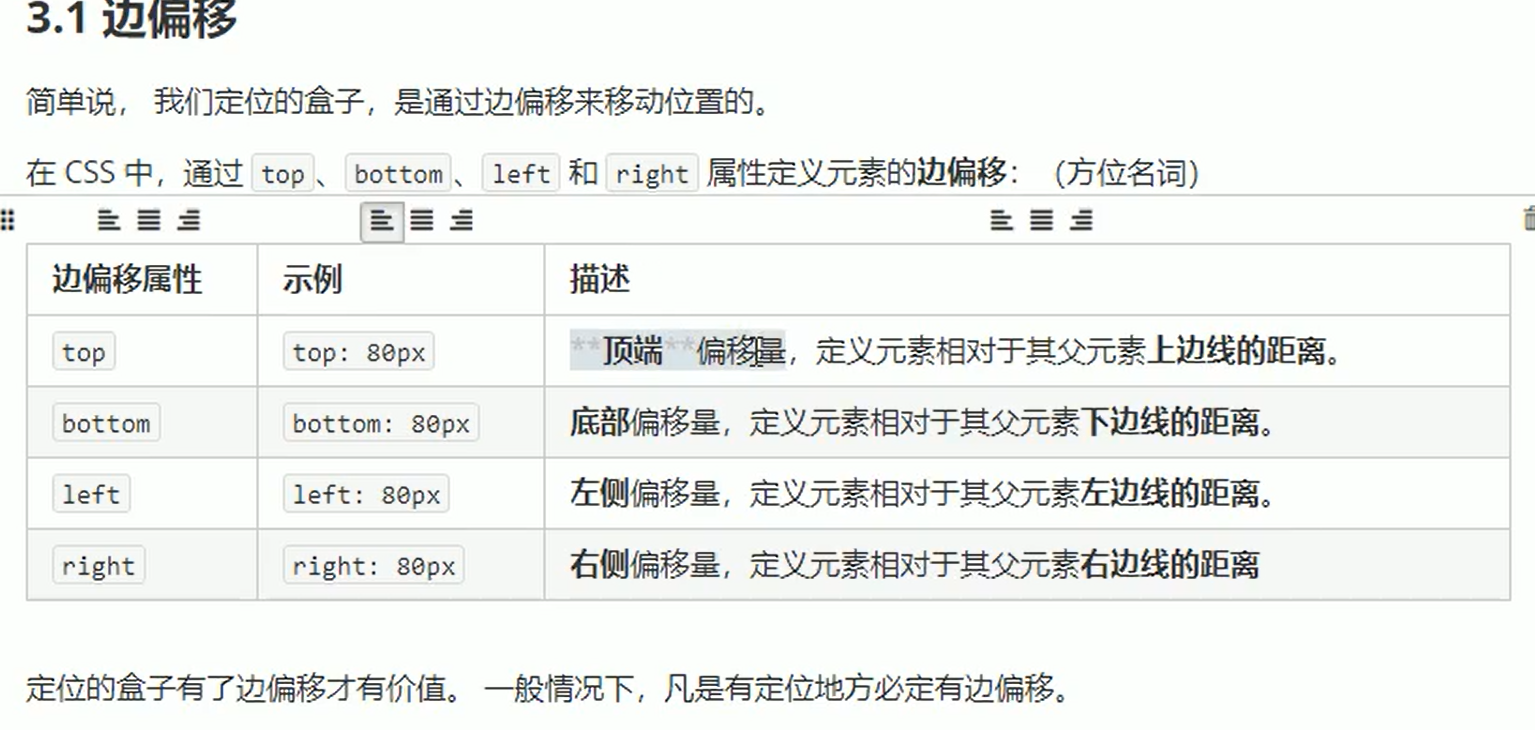 3.1 边偏移
简单说， 我们定位的盒子，是通过边偏移来移动位置的。
在 CSS 中，通过 top、bottom、left 和 right 属性定义元素的边偏移：（方位名词）
边偏移属性 示例 描述
top top: 80px **顶端**偏移量，定义元素相对于其父元素上边线的距离。
bottom bottom: 80px 底部偏移量，定义元素相对于其父元素下边线的距离。
left left: 80px 左侧偏移量，定义元素相对于其父元素左边线的距离。
right right: 80px 右侧偏移量，定义元素相对于其父元素右边线的距离
定位的盒子有了边偏移才有价值。 一般情况下，凡是有定位地方必定有边偏移。